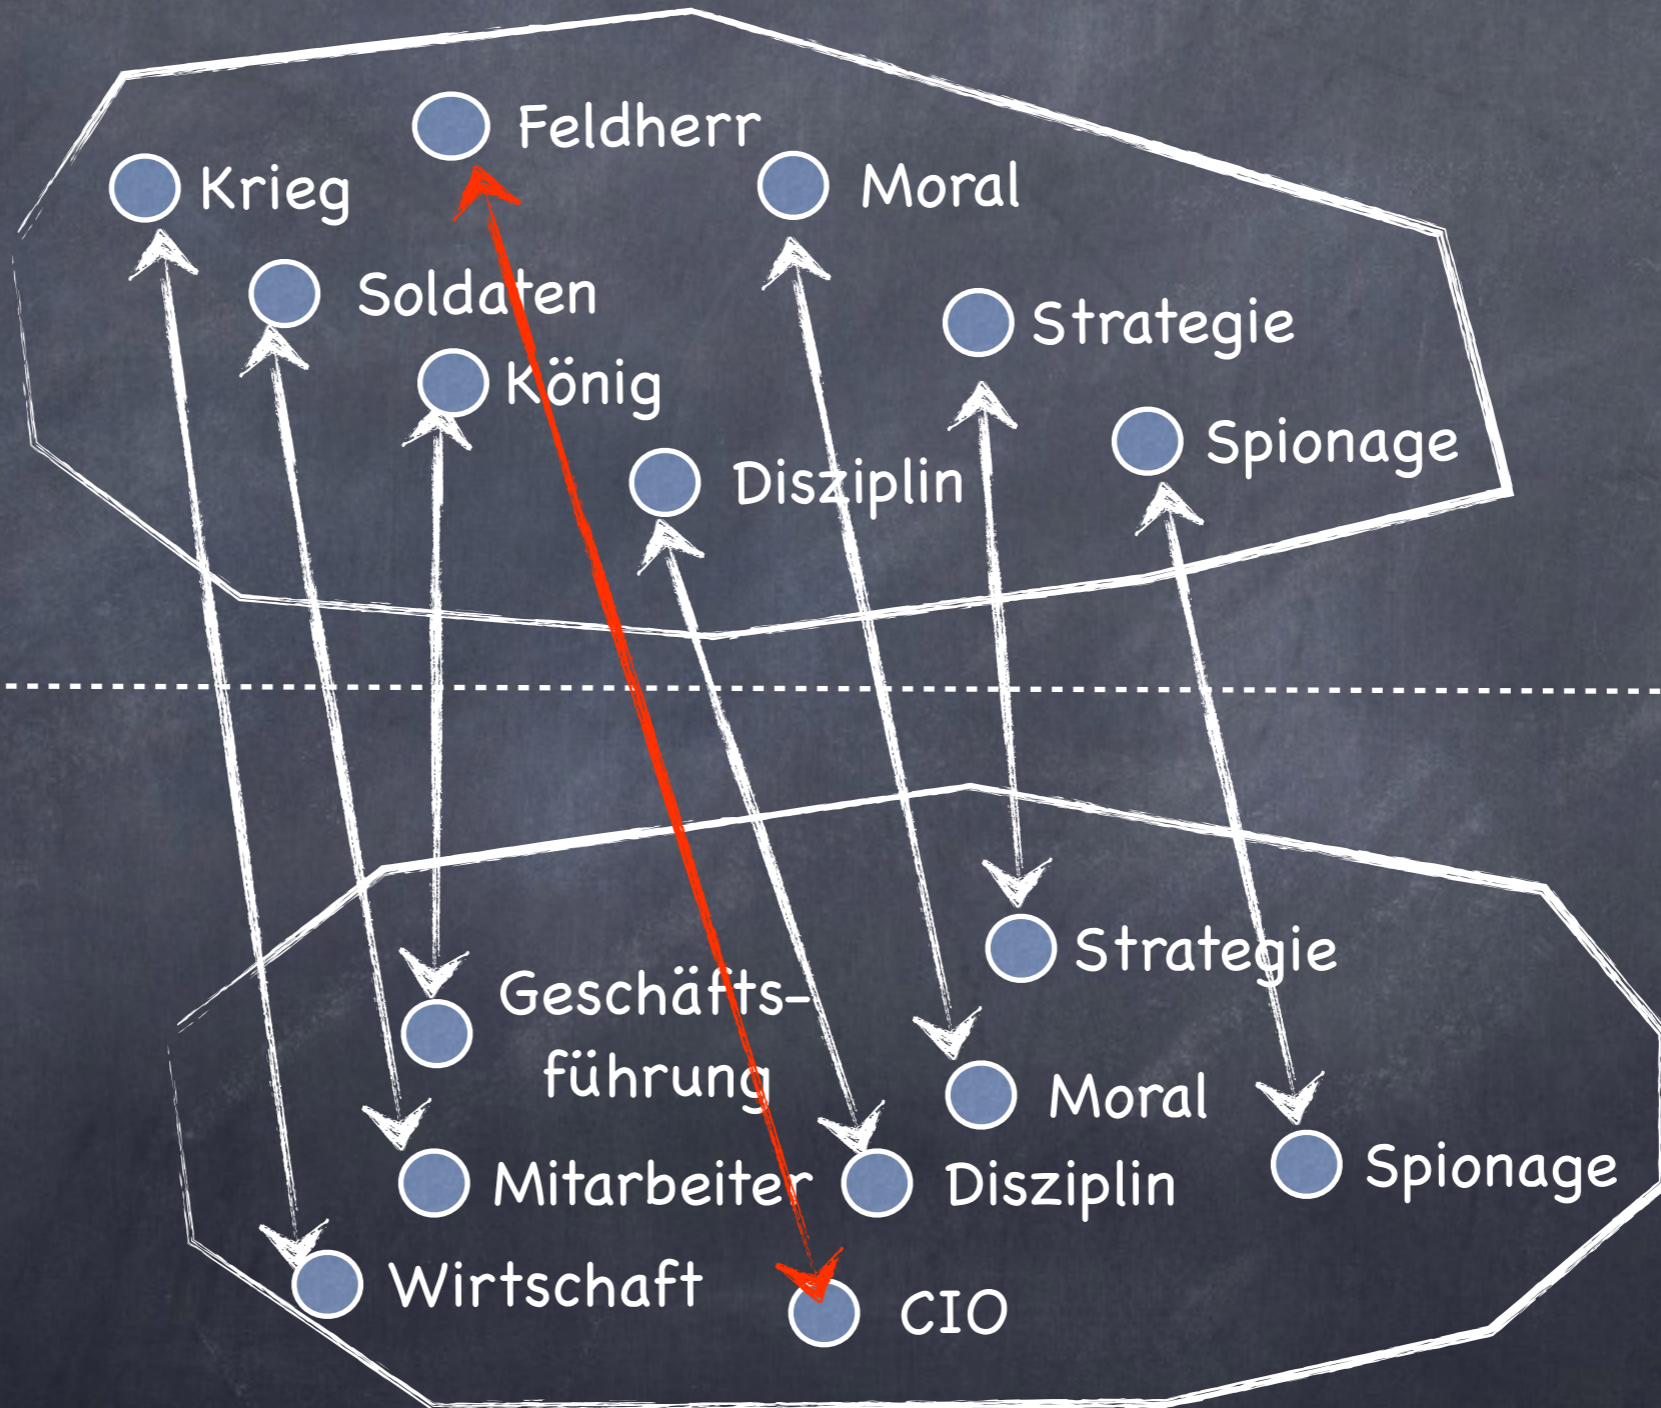 Feldherr
Krieg
Moral
Soldaten
Strategie
König
Spionage
Disziplin
Strategie
Geschäfts-
führung
Moral
Spionage
Mitarbeiter
Disziplin
Wirtschaft
CIO